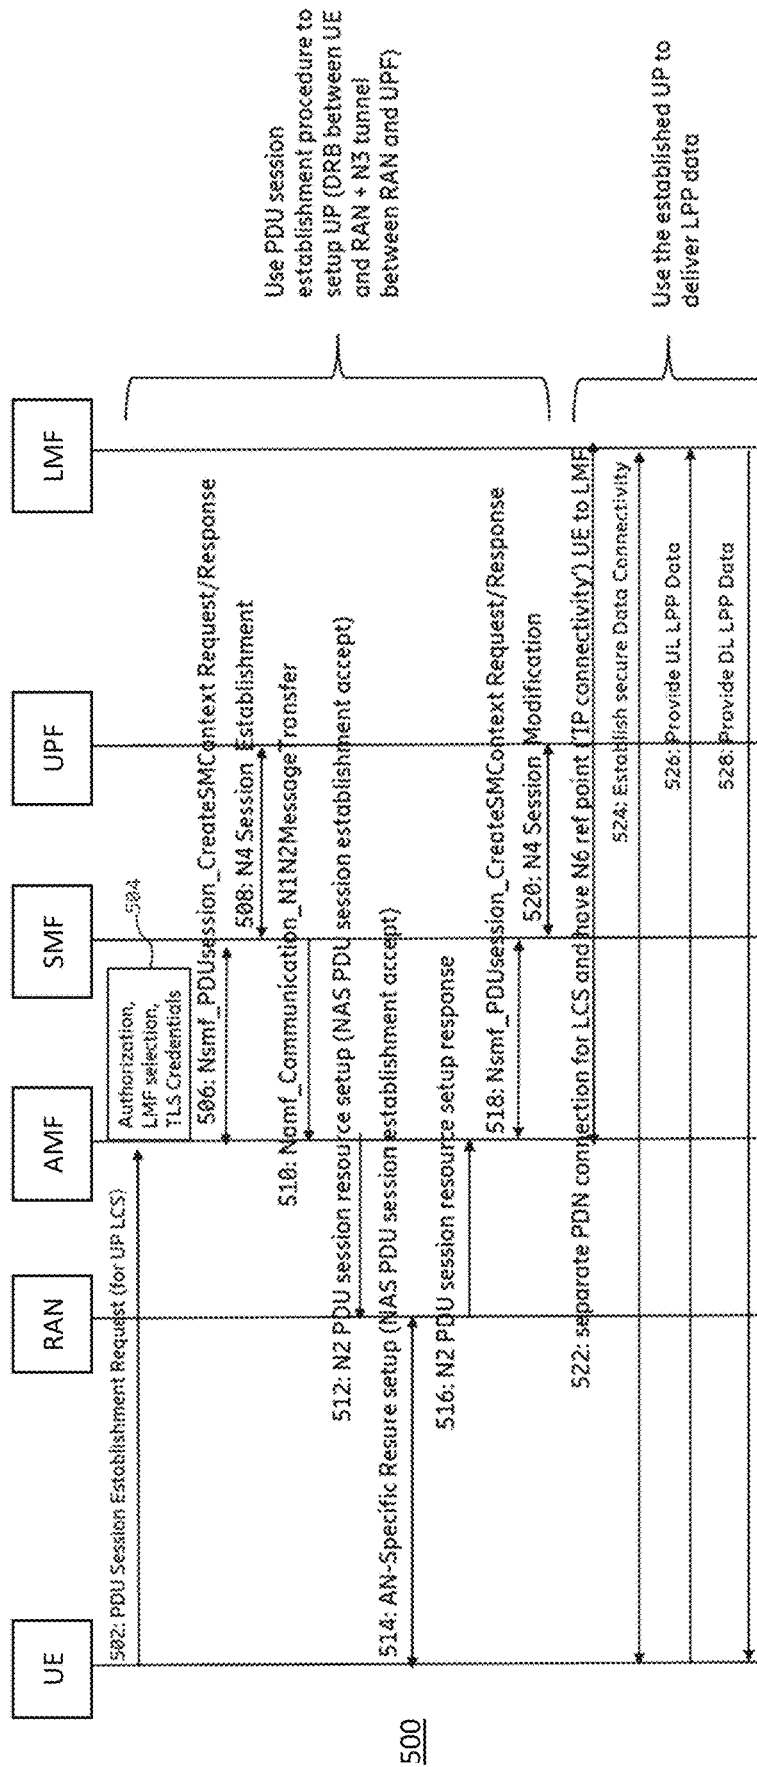 500
UE
RAN
AMF
SMF
UPF
LMF
502: PDU Session Establishment Request (for UP LCS)
Authorization,
LMF selection,
TLS Credentials
504
506: Nsmf_PDUsession_CreateSMContext Request/Response
508: N4 Session Establishment
510: Namf_Communication_N1N2Message Transfer
512: N2 PDU session resource setup (NAS PDU session establishment accept)
514: AN-Specific Resure setup (NAS PDU session establishment accept)
516: N2 PDU session resource setup response
518: Nsmf_PDUsession_CreateSMContext Request/Response
520: N4 Session Modification
522: separate PDN connection for LCS and have N6 ref point ('IP connectivity') UE to LMF
524: Establish secure Data Connectivity
526: Provide UL LPP Data
528: Provide DL LPP Data
Use PDU session
establishment procedure to
setup UP (DRB between UE
and RAN + N3 tunnel
between RAN and UPF)
Use the established UP to
deliver LPP data